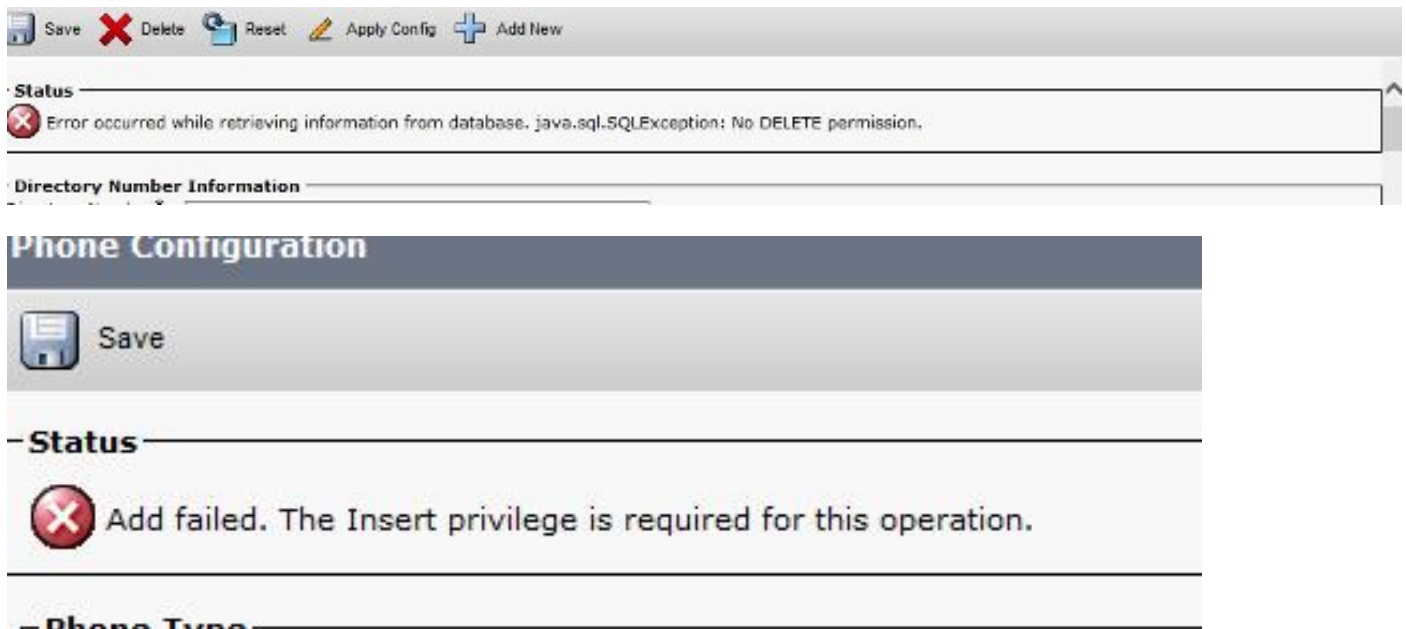 Save Delete Reset Apply Config Add New
Status
Error occurred while retrieving information from database. java.sql.SQLException: No DELETE permission.
Directory Number Information
Phone Configuration
Save
Status
Add failed. The Insert privilege is required for this operation.
Phone Type